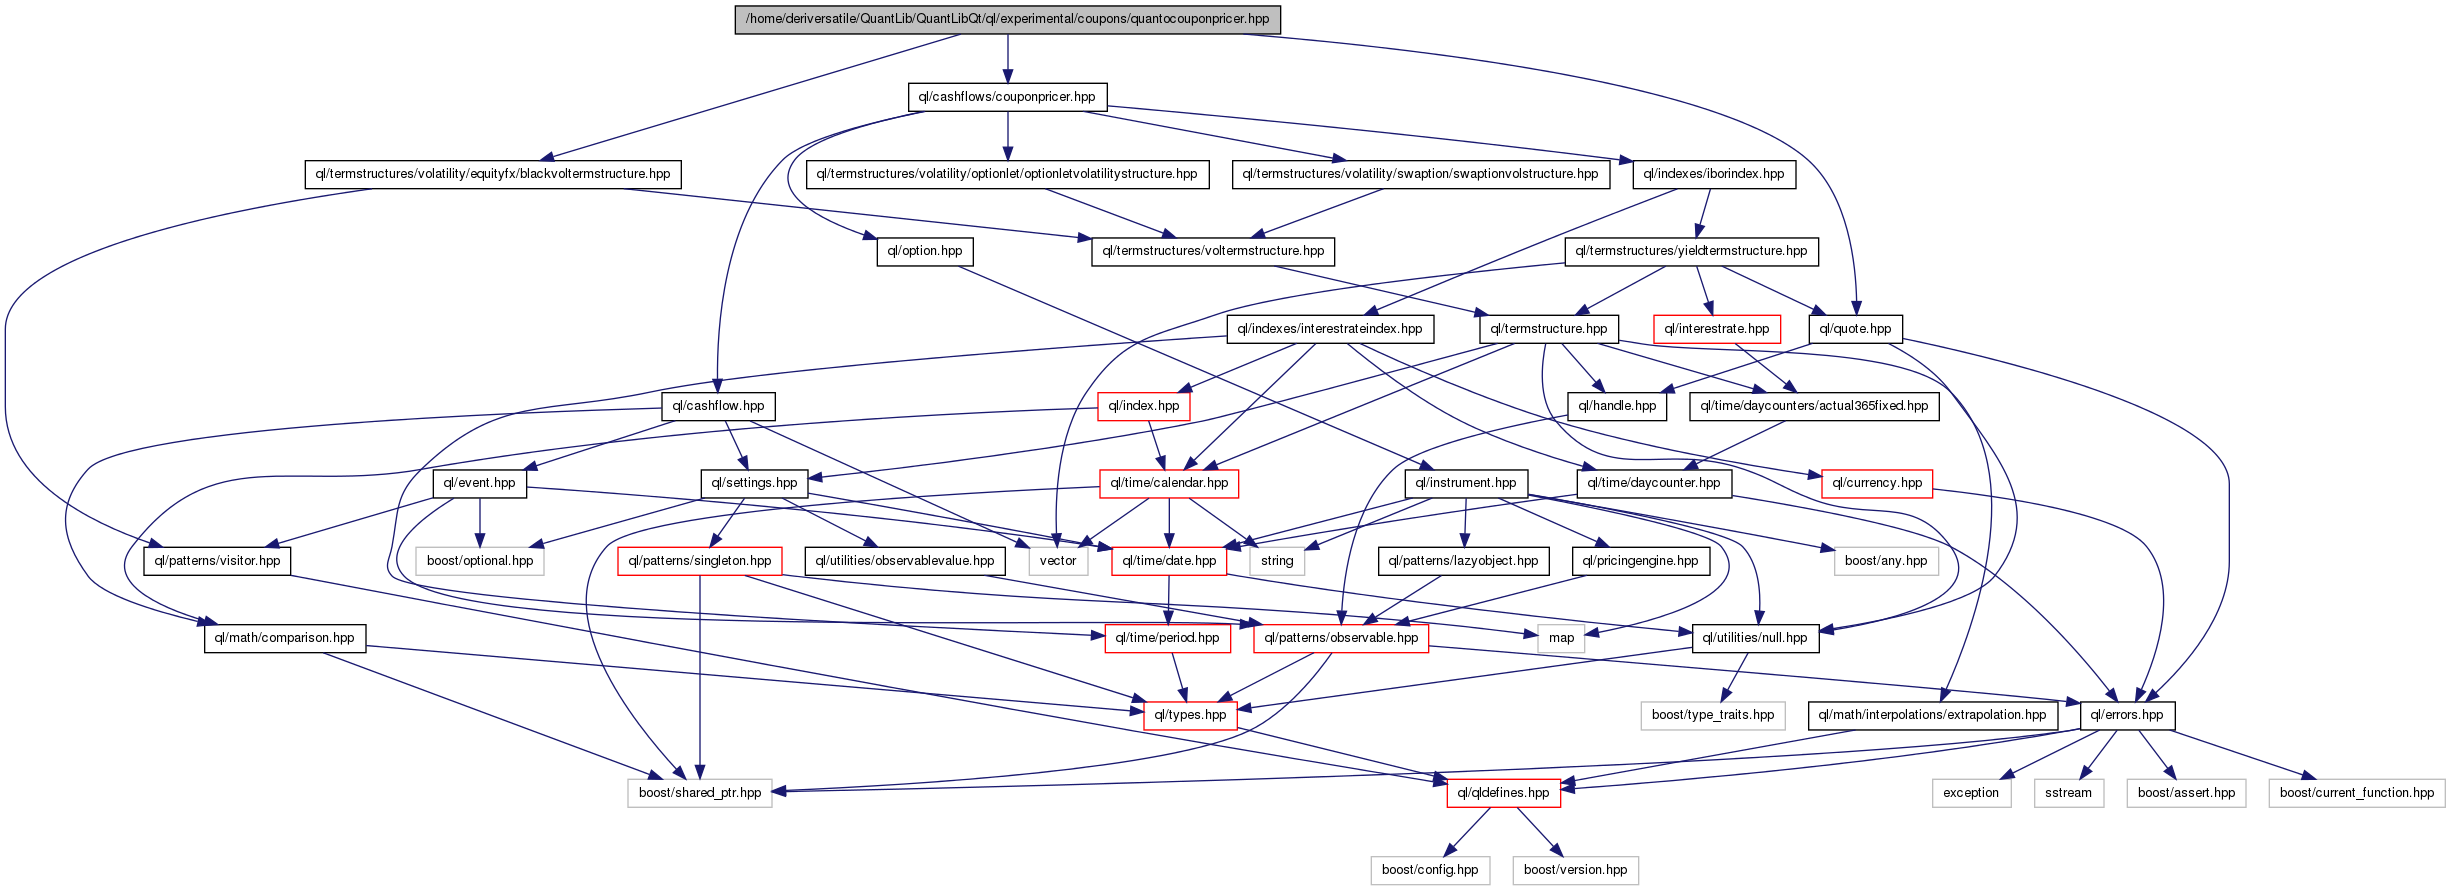 /home/deriversatile/QuantLib/QuantLibQt/ql/experimental/coupons/quantocouponpricer.hpp
ql/cashflows/couponpricer.hpp
ql/termstructures/volatility/equityfx/blackvoltermstructure.hpp
ql/termstructures/volatility/optionlet/optionletvolatilitystructure.hpp
ql/termstructures/volatility/swaption/swaptionvolstructure.hpp
ql/indexes/iborindex.hpp
ql/option.hpp
ql/termstructures/voltermstructure.hpp
ql/termstructures/yieldtermstructure.hpp
ql/indexes/interestrateindex.hpp
ql/termstructure.hpp
ql/interestrate.hpp
ql/quote.hpp
ql/cashflow.hpp
ql/index.hpp
ql/handle.hpp
ql/time/daycounters/actual365fixed.hpp
ql/event.hpp
ql/settings.hpp
ql/time/calendar.hpp
ql/instrument.hpp
ql/time/daycounter.hpp
ql/currency.hpp
ql/patterns/visitor.hpp
boost/optional.hpp
ql/patterns/singleton.hpp
ql/utilities/observablevalue.hpp
vector
ql/time/date.hpp
string
ql/patterns/lazyobject.hpp
ql/pricingengine.hpp
boost/any.hpp
ql/math/comparison.hpp
ql/time/period.hpp
ql/patterns/observable.hpp
map
ql/utilities/null.hpp
ql/types.hpp
boost/type_traits.hpp
ql/math/interpolations/extrapolation.hpp
ql/errors.hpp
boost/shared_ptr.hpp
ql/qldefines.hpp
exception
sstream
boost/assert.hpp
boost/current_function.hpp
boost/config.hpp
boost/version.hpp